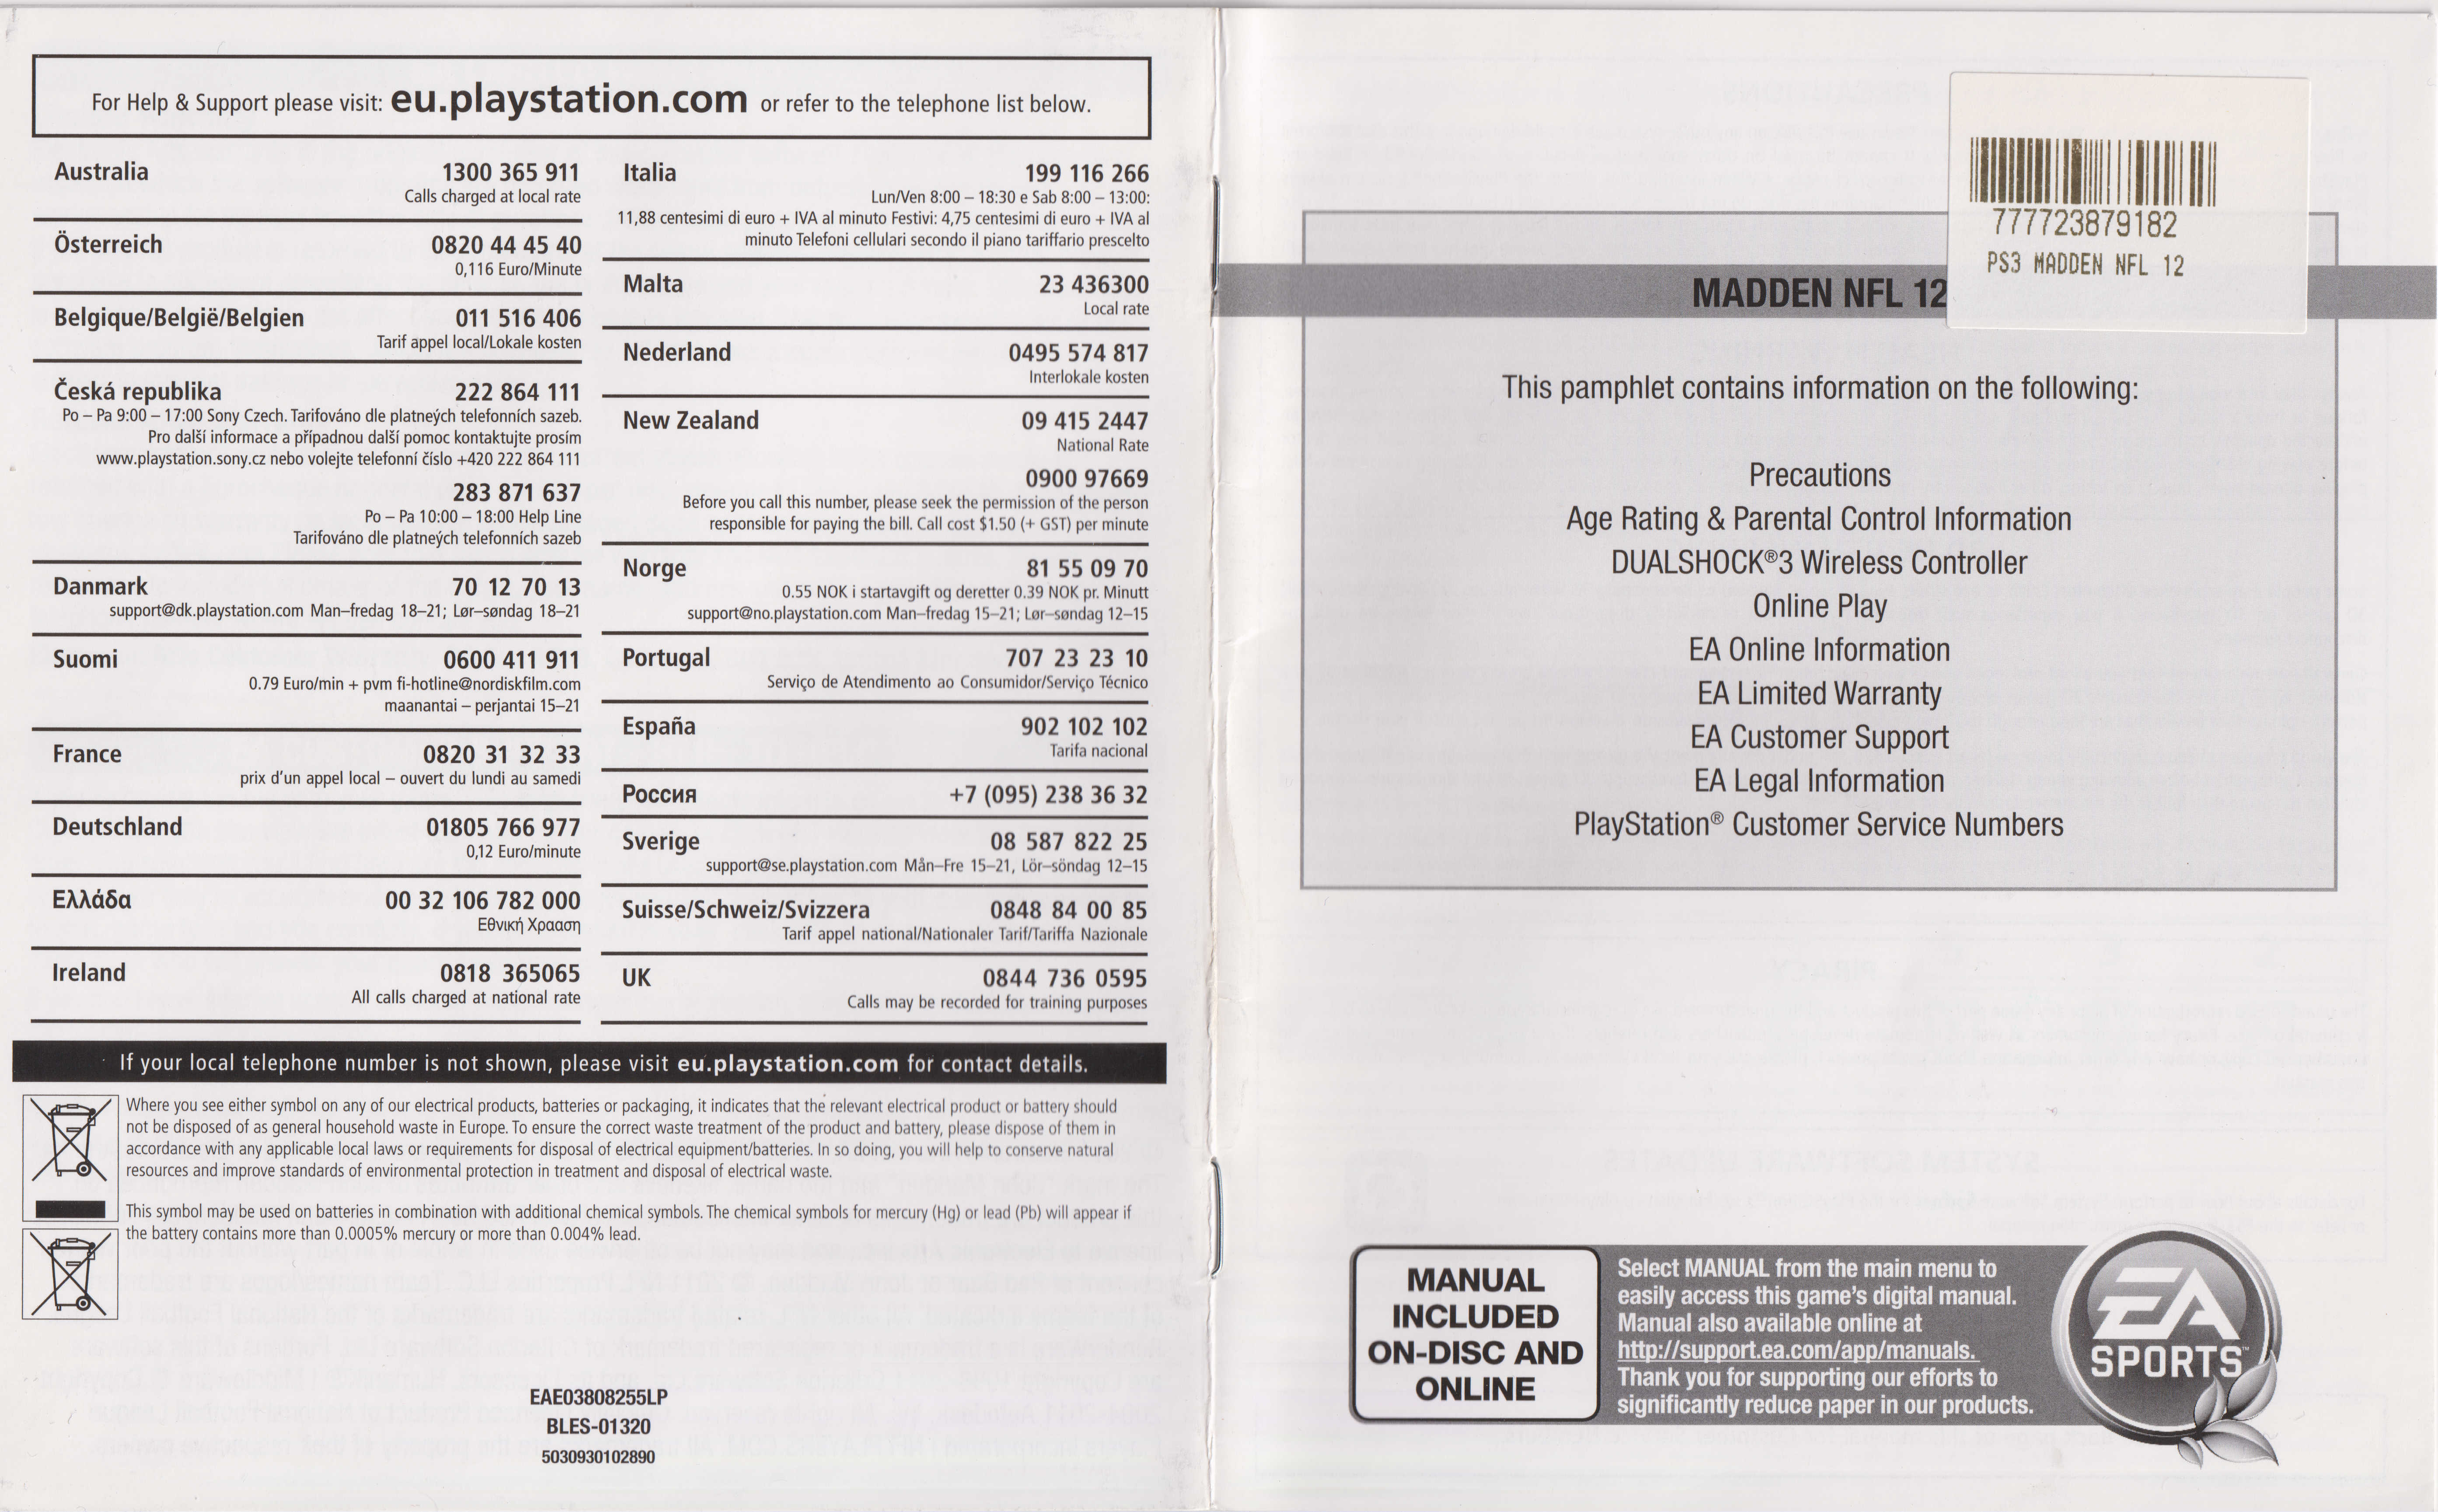 For Help & Support please visit: eu.playstation.com or refer to the telephone list below.
Australia 1300 365 911
Calls charged at local rate
Österreich 0820 44 45 40
0,116 Euro/Minute
Belgique/België/Belgien 011 516 406
Tarif appel local/Lokale kosten
Česká republika 222 864 111
Po – Pa 9:00 – 17:00 Sony Czech. Tarifováno dle platneých telefonních sazeb.
Pro další informace a případnou další pomoc kontaktujte prosím
www.playstation.sony.cz nebo volejte telefonní číslo +420 222 864 111
283 871 637
Po – Pa 10:00 – 18:00 Help Line
Tarifováno dle platneých telefonních sazeb
Danmark 70 12 70 13
support@dk.playstation.com Man–fredag 18–21; Lør–søndag 18–21
Suomi 0600 411 911
0.79 Euro/min + pvm fi-hotline@nordiskfilm.com
maanantai – perjantai 15–21
France 0820 31 32 33
prix d'un appel local – ouvert du lundi au samedi
Deutschland 01805 766 977
0,12 Euro/minute
Ελλάδα 00 32 106 782 000
Εθνική Χρααση
Ireland 0818 365065
All calls charged at national rate
Italia 199 116 266
Lun/Ven 8:00 – 18:30 e Sab 8:00 – 13:00:
11,88 centesimi di euro + IVA al minuto Festivi: 4,75 centesimi di euro + IVA al
minuto Telefoni cellulari secondo il piano tariffario prescelto
Malta 23 436300
Local rate
Nederland 0495 574 817
Interlokale kosten
New Zealand 09 415 2447
National Rate
0900 97669
Before you call this number, please seek the permission of the person
responsible for paying the bill. Call cost $1.50 (+ GST) per minute
Norge 81 55 09 70
0.55 NOK i startavgift og deretter 0.39 NOK pr. Minutt
support@no.playstation.com Man–fredag 15–21; Lør–søndag 12–15
Portugal 707 23 23 10
Serviço de Atendimento ao Consumidor/Serviço Técnico
España 902 102 102
Tarifa nacional
Россия +7 (095) 238 36 32
Sverige 08 587 822 25
support@se.playstation.com Mån–Fre 15–21, Lör–söndag 12–15
Suisse/Schweiz/Svizzera 0848 84 00 85
Tarif appel national/Nationaler Tarif/Tariffa Nazionale
UK 0844 736 0595
Calls may be recorded for training purposes
If your local telephone number is not shown, please visit eu.playstation.com for contact details.
Where you see either symbol on any of our electrical products, batteries or packaging, it indicates that the relevant electrical product or battery should
not be disposed of as general household waste in Europe. To ensure the correct waste treatment of the product and battery, please dispose of them in
accordance with any applicable local laws or requirements for disposal of electrical equipment/batteries. In so doing, you will help to conserve natural
resources and improve standards of environmental protection in treatment and disposal of electrical waste.
This symbol may be used on batteries in combination with additional chemical symbols. The chemical symbols for mercury (Hg) or lead (Pb) will appear if
the battery contains more than 0.0005% mercury or more than 0.004% lead.
EAE03808255LP
BLES-01320
5030930102890
777723879182
PS3 MADDEN NFL 12
MADDEN NFL 12
This pamphlet contains information on the following:
Precautions
Age Rating & Parental Control Information
DUALSHOCK®3 Wireless Controller
Online Play
EA Online Information
EA Limited Warranty
EA Customer Support
EA Legal Information
PlayStation® Customer Service Numbers
MANUAL
INCLUDED
ON-DISC AND
ONLINE
Select MANUAL from the main menu to
easily access this game's digital manual.
Manual also available online at
http://support.ea.com/app/manuals.
Thank you for supporting our efforts to
significantly reduce paper in our products.
EA
SPORTS™